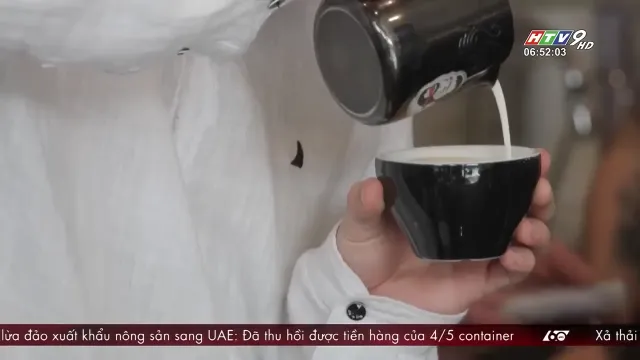 HTV9 HD
06:52:03
lừa đảo xuất khẩu nông sản sang UAE: Đã thu hồi được tiền hàng của 4/5 container 60 Xả thải